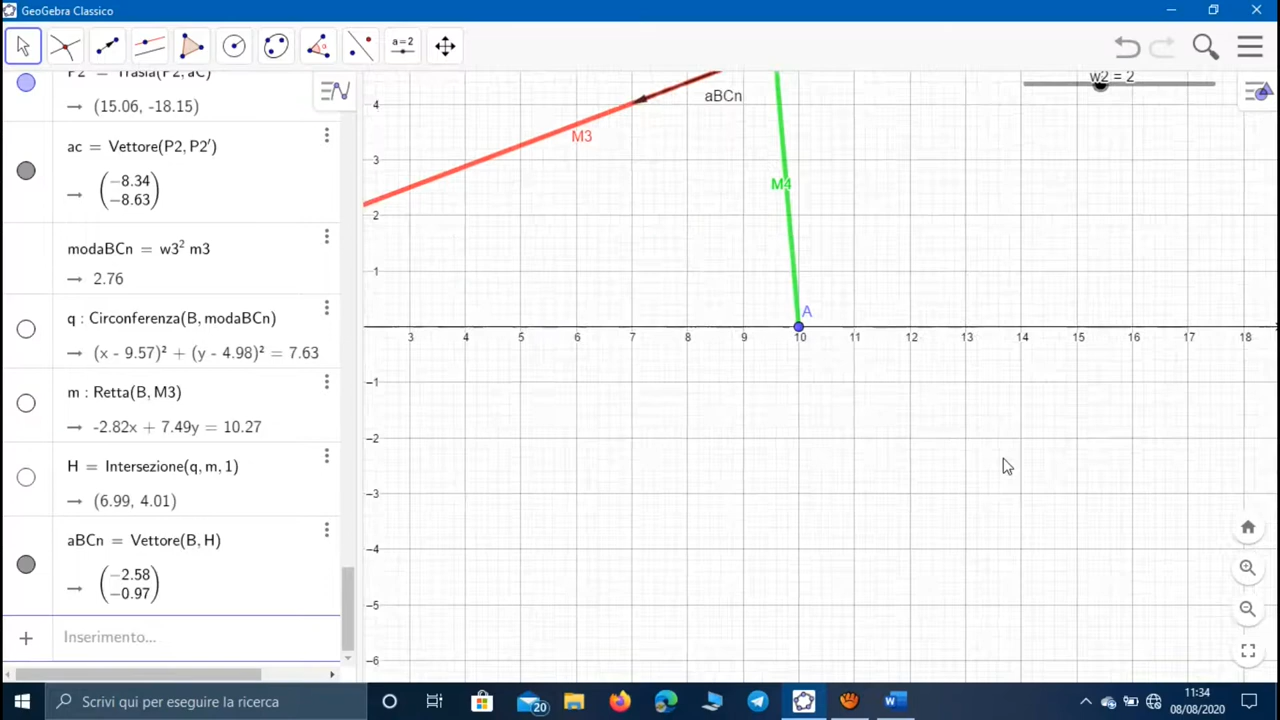 GeoGebra Classico
a=2
P2' = Trasla(P2, aC)
→ (15.06, -18.15)
ac = Vettore(P2, P2′)
→ (−8.34
−8.63)
modaBCn = w3² m3
→ 2.76
q : Circonferenza(B, modaBCn)
→ (x - 9.57)² + (y - 4.98)² = 7.63
m : Retta(B, M3)
→ -2.82x + 7.49y = 10.27
H = Intersezione(q, m, 1)
→ (6.99, 4.01)
aBCn = Vettore(B, H)
→ (−2.58
−0.97)
+ Inserimento...
w2 = 2
aBCn
M3
M4
A
4
3
2
1
3 4 5 6 7 8 9 10 11 12 13 14 15 16 17 18
−1
−2
−3
−4
−5
−6
Scrivi qui per eseguire la ricerca
20
11:34
08/08/2020